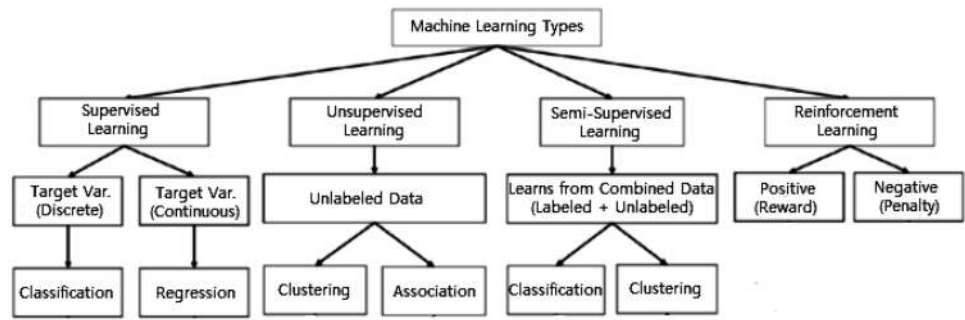 Machine Learning Types
Supervised
Learning
Unsupervised
Learning
Semi-Supervised
Learning
Reinforcement
Learning
Target Var.
(Discrete)
Target Var.
(Continuous)
Unlabeled Data
Learns from Combined Data
(Labeled + Unlabeled)
Positive
(Reward)
Negative
(Penalty)
Classification
Regression
Clustering
Association
Classification
Clustering